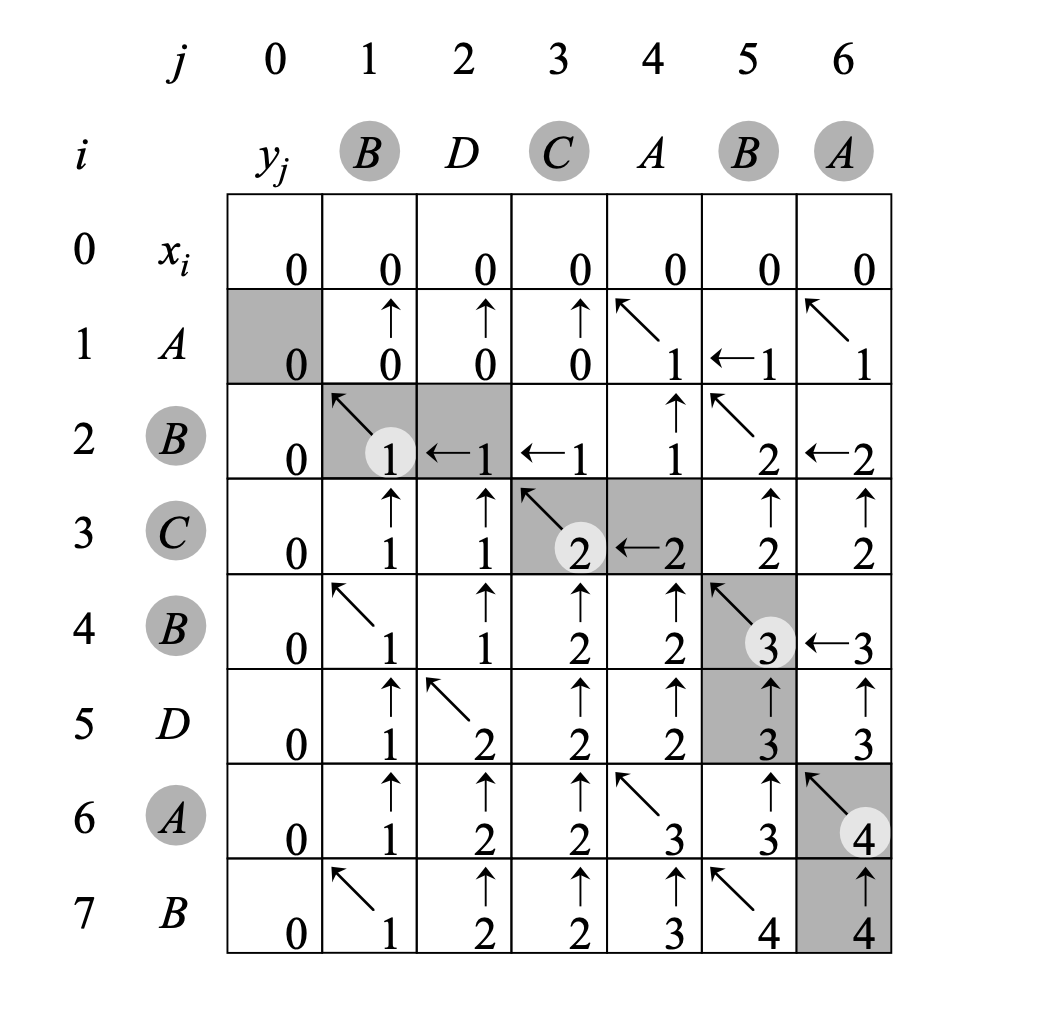 j 0 1 2 3 4 5 6
i yj B D C A B A
0 xi 0 0 0 0 0 0 0
1 A 0 ↑0 ↑0 ↑0 ↖1 ←1 ↖1
2 B 0 ↖1 ←1 ←1 ↑1 ↖2 ←2
3 C 0 ↑1 ↑1 ↖2 ←2 ↑2 ↑2
4 B 0 ↖1 ↑1 ↑2 ↑2 ↖3 ←3
5 D 0 ↑1 ↖2 ↑2 ↑2 ↑3 ↑3
6 A 0 ↑1 ↑2 ↑2 ↖3 ↑3 ↖4
7 B 0 ↖1 ↑2 ↑2 ↑3 ↖4 ↑4